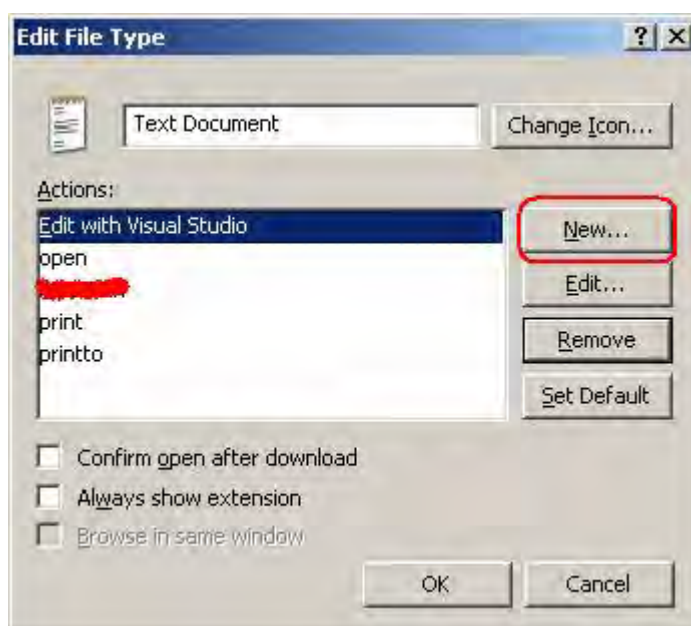 Edit File Type
Text Document
Change Icon...
Actions:
Edit with Visual Studio
New...
open
Edit...
print
Remove
printto
Set Default
Confirm open after download
Always show extension
Browse in same window
OK
Cancel